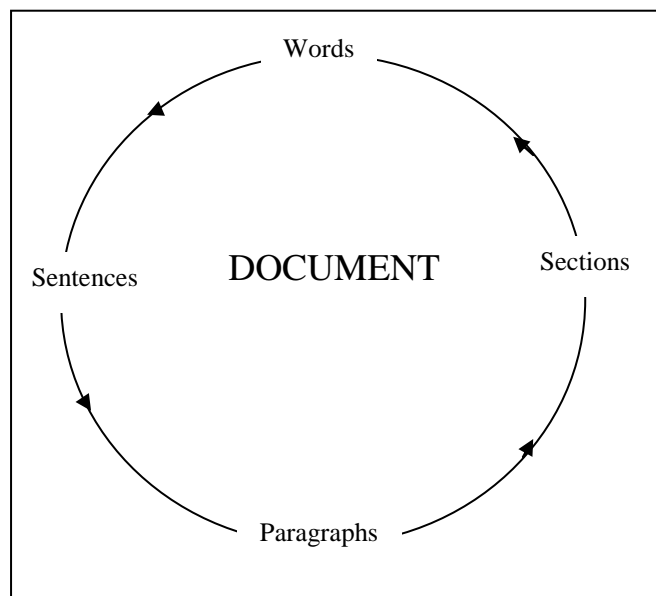 Words
DOCUMENT
Sections
Sentences
Paragraphs